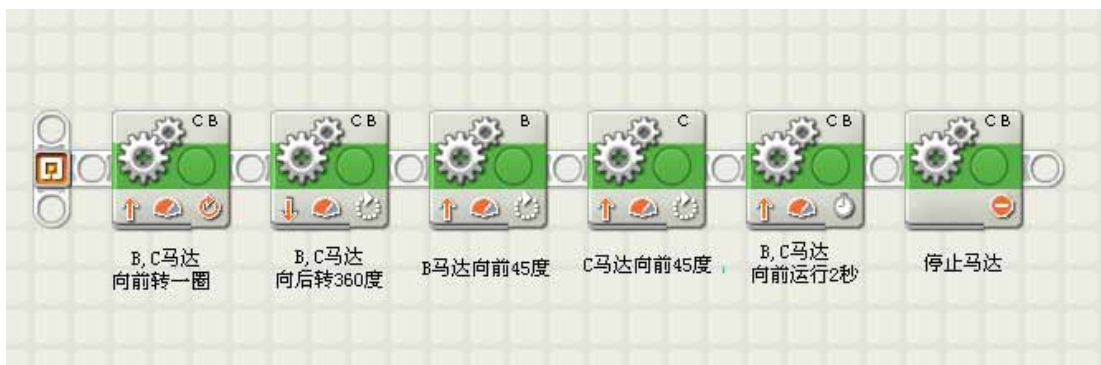 C B
C B
B
C
C B
C B
B,C马达
向前转一圈
B,C马达
向后转360度
B马达向前45度
C马达向前45度
B,C马达
向前运行2秒
停止马达